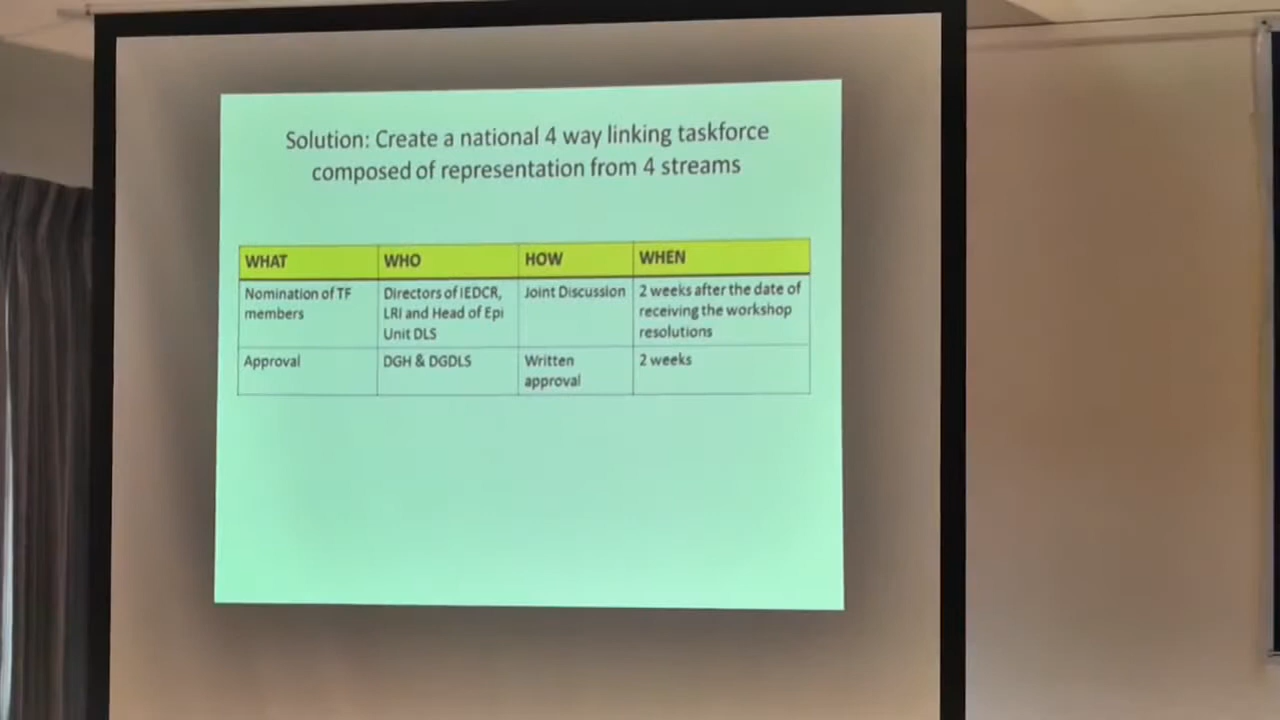 Solution: Create a national 4 way linking taskforce
composed of representation from 4 streams
WHAT WHO HOW WHEN
Nomination of TF
members
Directors of IEDCR,
LRI and Head of Epi
Unit DLS
Joint Discussion
2 weeks after the date of
receiving the workshop
resolutions
Approval
DGH & DGDLS
Written
approval
2 weeks